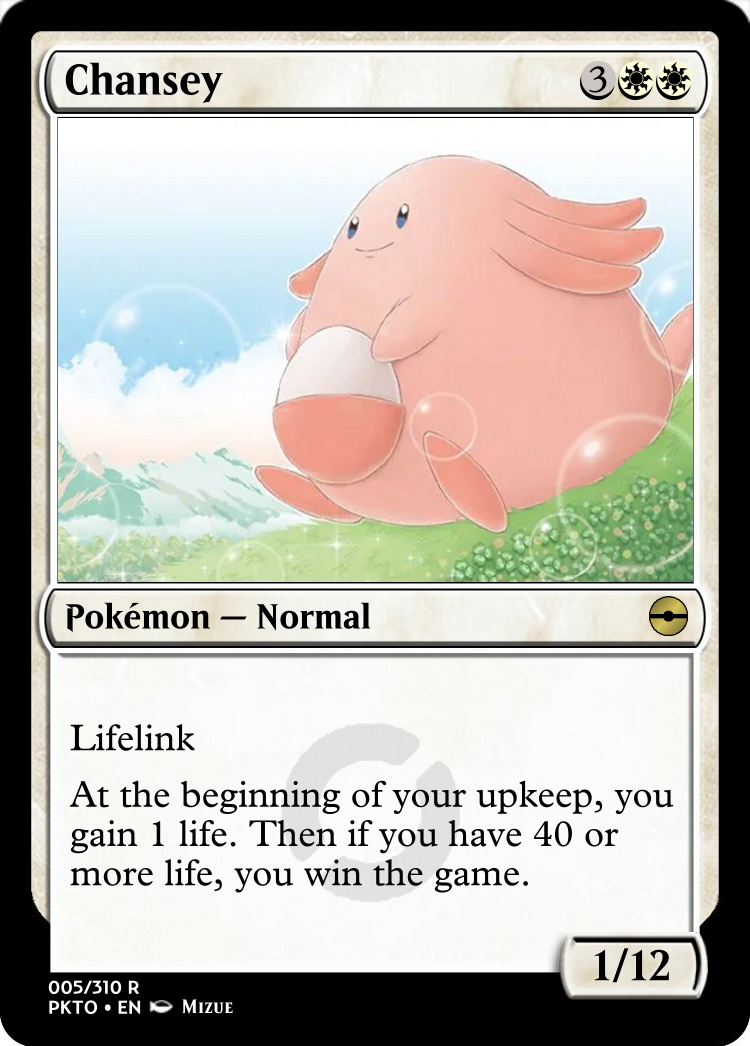 Chansey 3
Pokémon — Normal
Lifelink
At the beginning of your upkeep, you
gain 1 life. Then if you have 40 or
more life, you win the game.
1/12
005/310 R
PKTO • EN Mizue